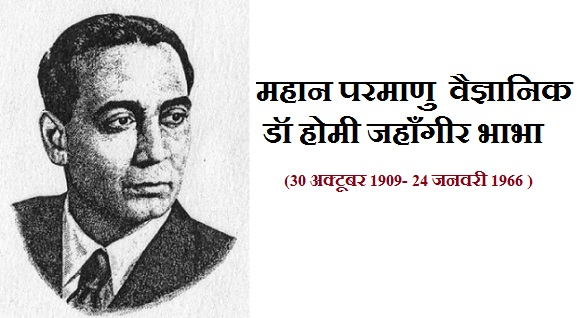 महान परमाणु वैज्ञानिक
डॉ होमी जहाँगीर भाभा
(30 अक्टूबर 1909- 24 जनवरी 1966 )